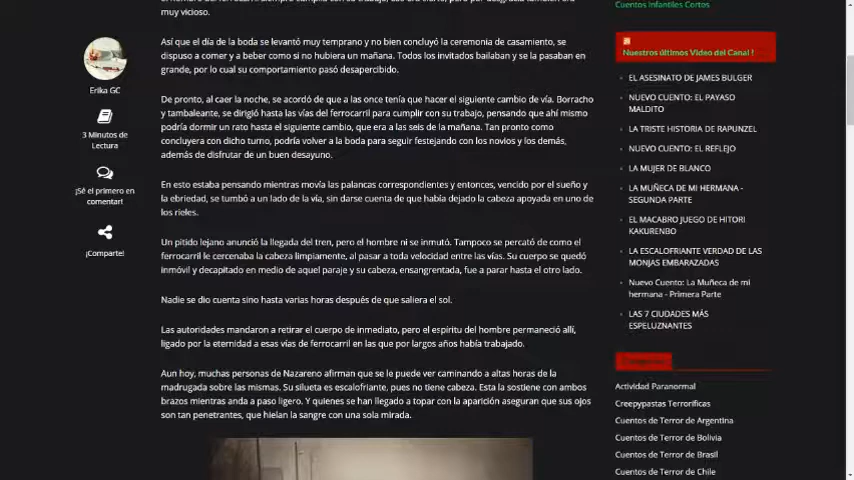 muy vicioso.
Así que el día de la boda se levantó muy temprano y no bien concluyó la ceremonia de casamiento, se
dispuso a comer y a beber como si no hubiera un mañana. Todos los invitados bailaban y se la pasaban en
grande, por lo cual su comportamiento pasó desapercibido.
De pronto, al caer la noche, se acordó de que a las once tenía que hacer el siguiente cambio de vía. Borracho
y tambaleante, se dirigió hasta las vías del ferrocarril para cumplir con su trabajo, pensando que ahí mismo
podría dormir un rato hasta el siguiente cambio, que era a las seis de la mañana. Tan pronto como
concluyera con dicho turno, podría volver a la boda para seguir festejando con los novios y los demás,
además de disfrutar de un buen desayuno.
En esto estaba pensando mientras movía las palancas correspondientes y entonces, vencido por el sueño y
la ebriedad, se tumbó a un lado de la vía, sin darse cuenta de que había dejado la cabeza apoyada en uno de
los rieles.
Un pitido lejano anunció la llegada del tren, pero el hombre ni se inmutó. Tampoco se percató de como el
ferrocarril le cercenaba la cabeza limpiamente, al pasar a toda velocidad entre las vías. Su cuerpo se quedó
inmóvil y decapitado en medio de aquel paraje y su cabeza, ensangrentada, fue a parar hasta el otro lado.
Nadie se dio cuenta sino hasta varias horas después de que saliera el sol.
Las autoridades mandaron a retirar el cuerpo de inmediato, pero el espíritu del hombre permaneció allí,
ligado por la eternidad a esas vías de ferrocarril en las que por largos años había trabajado.
Aun hoy, muchas personas de Nazareno afirman que se le puede ver caminando a altas horas de la
madrugada sobre las mismas. Su silueta es escalofriante, pues no tiene cabeza. Esta la sostiene con ambos
brazos mientras anda a paso ligero. Y quienes se han llegado a topar con la aparición aseguran que sus ojos
son tan penetrantes, que hielan la sangre con una sola mirada.
Erika GC
3 Minutos de
Lectura
¡Sé el primero en
comentar!
¡Comparte!
Cuentos Infantiles Cortos
Nuestros últimos Video del Canal !
EL ASESINATO DE JAMES BULGER
NUEVO CUENTO: EL PAYASO
MALDITO
LA TRISTE HISTORIA DE RAPUNZEL
NUEVO CUENTO: EL REFLEJO
LA MUJER DE BLANCO
LA MUÑECA DE MI HERMANA -
SEGUNDA PARTE
EL MACABRO JUEGO DE HITORI
KAKURENBO
LA ESCALOFRIANTE VERDAD DE LAS
MONJAS EMBARAZADAS
Nuevo Cuento: La Muñeca de mi
hermana - Primera Parte
LAS 7 CIUDADES MÁS
ESPELUZNANTES
Actividad Paranormal
Creepypastas Terroríficas
Cuentos de Terror de Argentina
Cuentos de Terror de Bolivia
Cuentos de Terror de Brasil
Cuentos de Terror de Chile